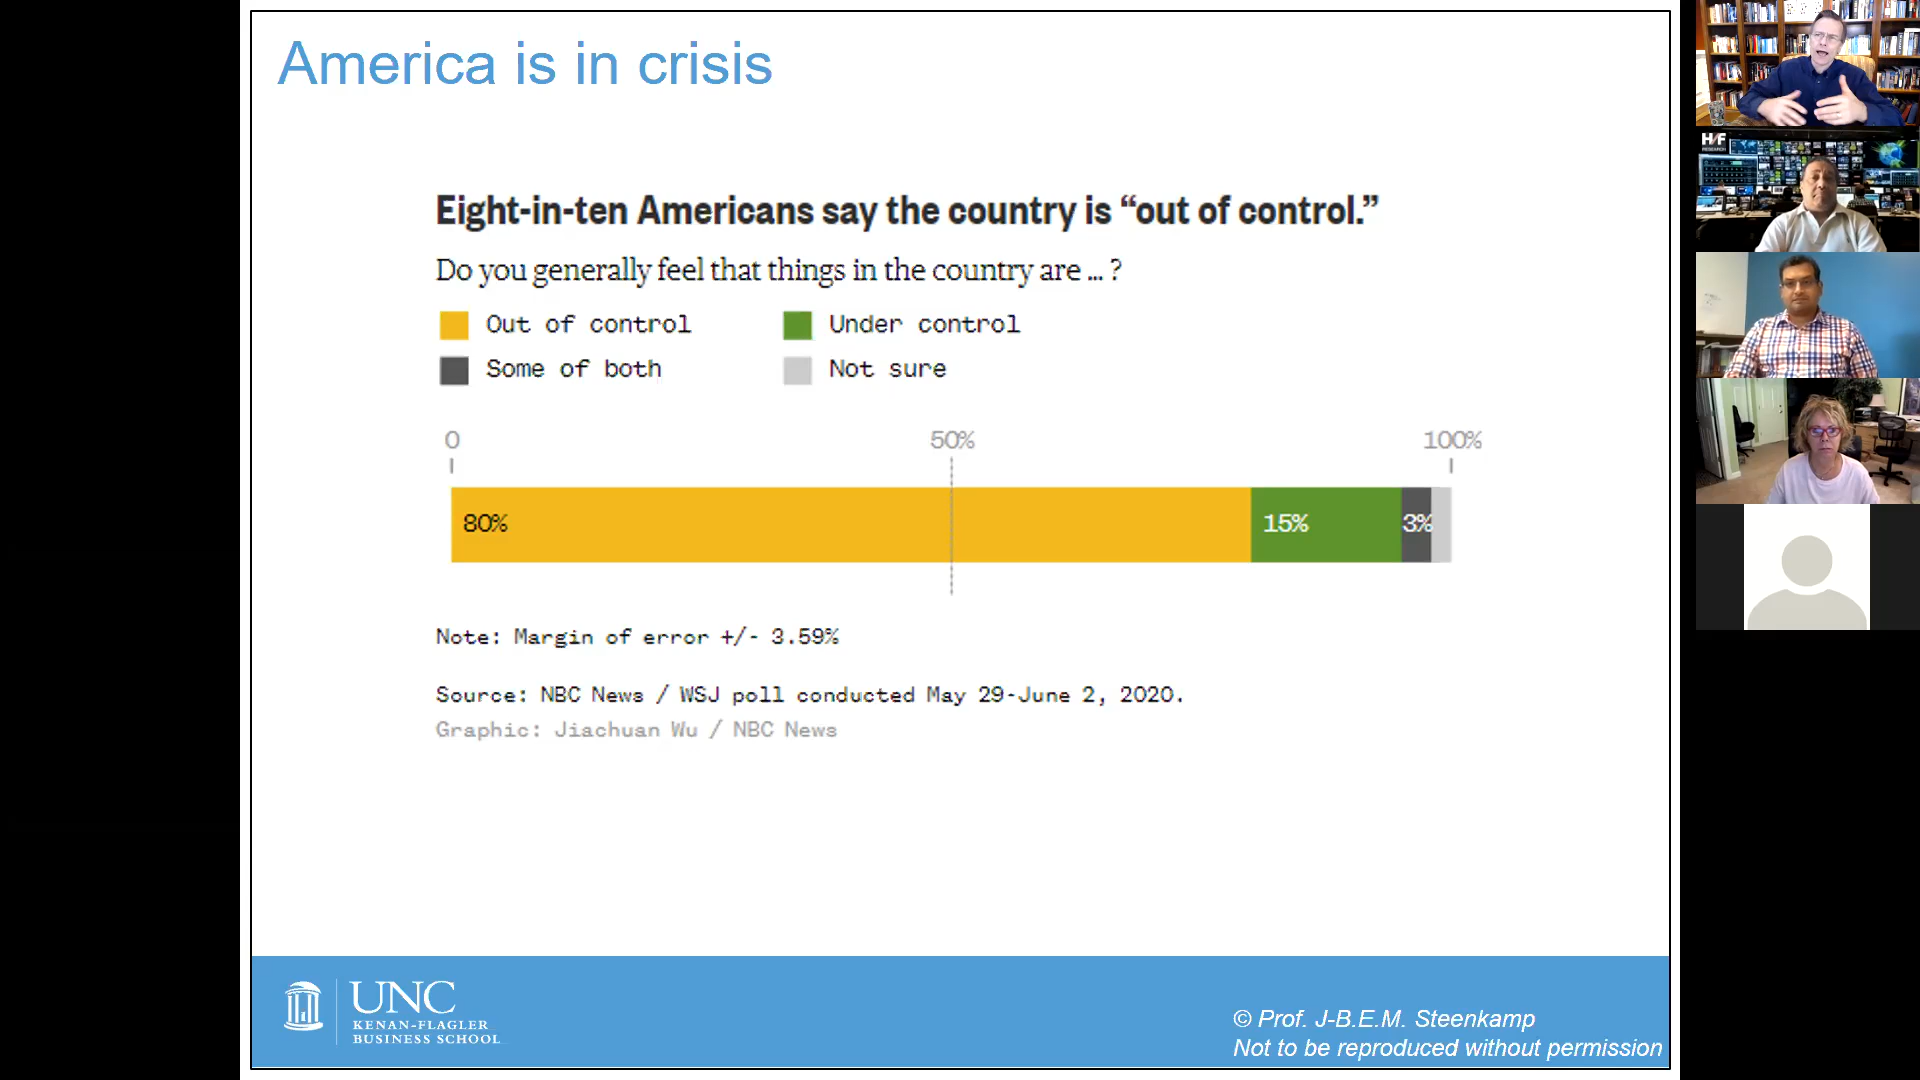 America is in crisis
Eight-in-ten Americans say the country is “out of control.”
Do you generally feel that things in the country are ... ?
Out of control
Under control
Some of both
Not sure
0
50%
100%
80%
15%
3%
Note: Margin of error +/- 3.59%
Source: NBC News / WSJ poll conducted May 29-June 2, 2020.
Graphic: Jiachuan Wu / NBC News
UNC
KENAN-FLAGLER
BUSINESS SCHOOL
© Prof. J-B.E.M. Steenkamp
Not to be reproduced without permission
H/F
RESEARCH